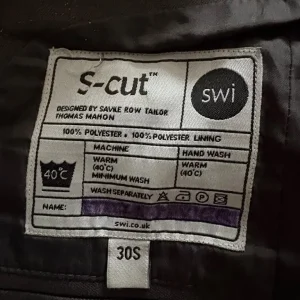 S-cut™
swi
DESIGNED BY SAVILE ROW TAILOR
THOMAS MAHON
100% POLYESTER • 100% POLYESTER LINING
MACHINE
HAND WASH
WARM
(40°C)
MINIMUM WASH
WARM
(40°C)
40°C
WASH SEPARATELY
NAME:
swi.co.uk
30S